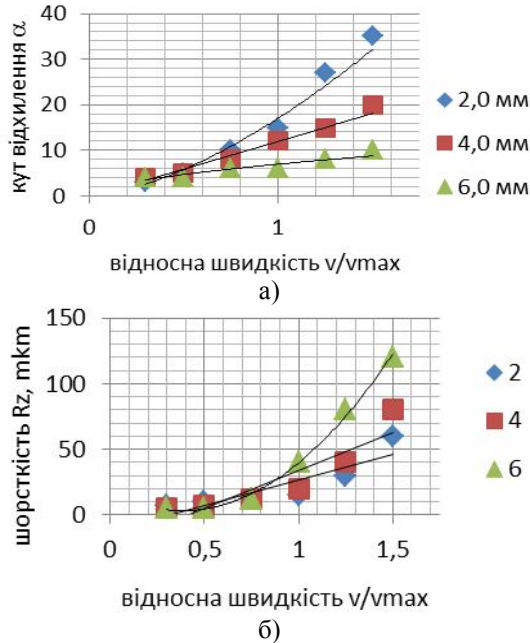 кут відхилення α
40
30
20
10
0
0
1
2,0 мм
4,0 мм
6,0 мм
відносна швидкість v/vmax
а)
шорсткість Rz, mkm
150
100
50
0
0
0,5
1
1,5
2
4
6
відносна швидкість v/vmax
б)